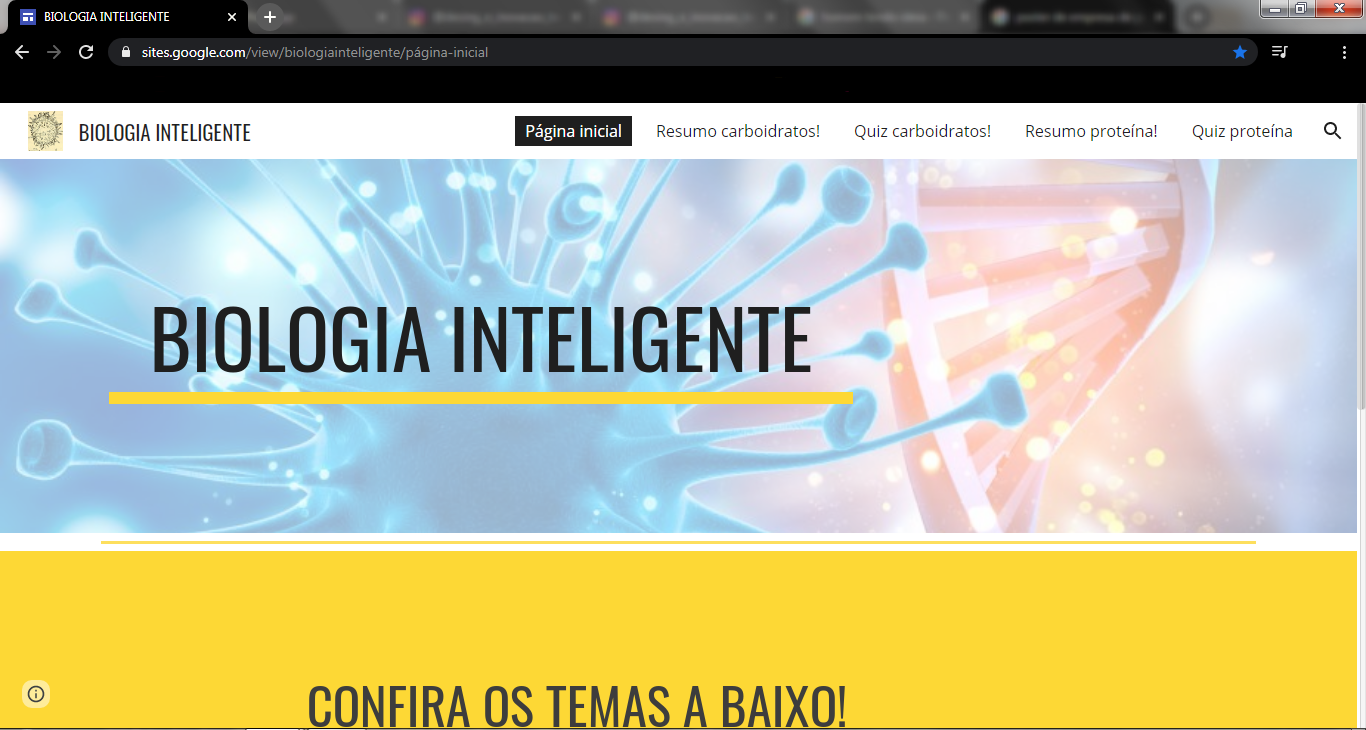 BIOLOGIA INTELIGENTE
sites.google.com/view/biologiainteligente/página-inicial
BIOLOGIA INTELIGENTE
Página inicial
Resumo carboidratos!
Quiz carboidratos!
Resumo proteína!
Quiz proteína
BIOLOGIA INTELIGENTE
CONFIRA OS TEMAS A BAIXO!